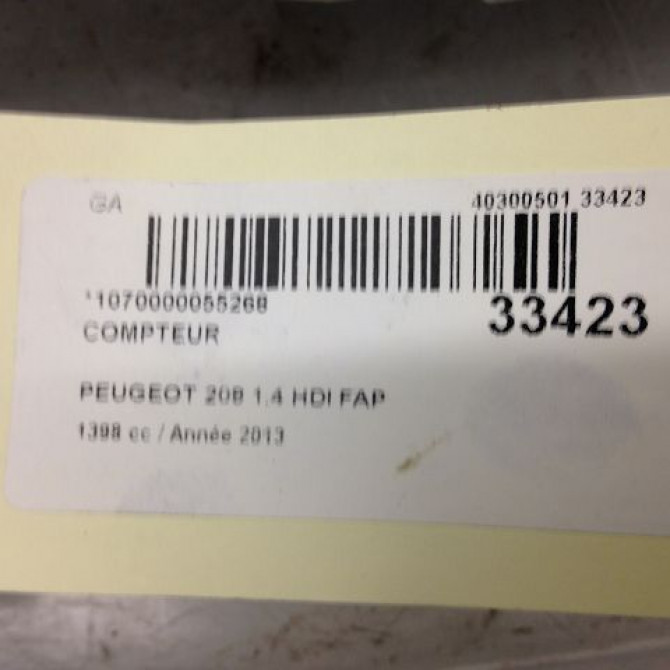 GA 40300501 33423
*1070000055268 33423
COMPTEUR
PEUGEOT 208 1.4 HDI FAP
1398 cc / Année 2013